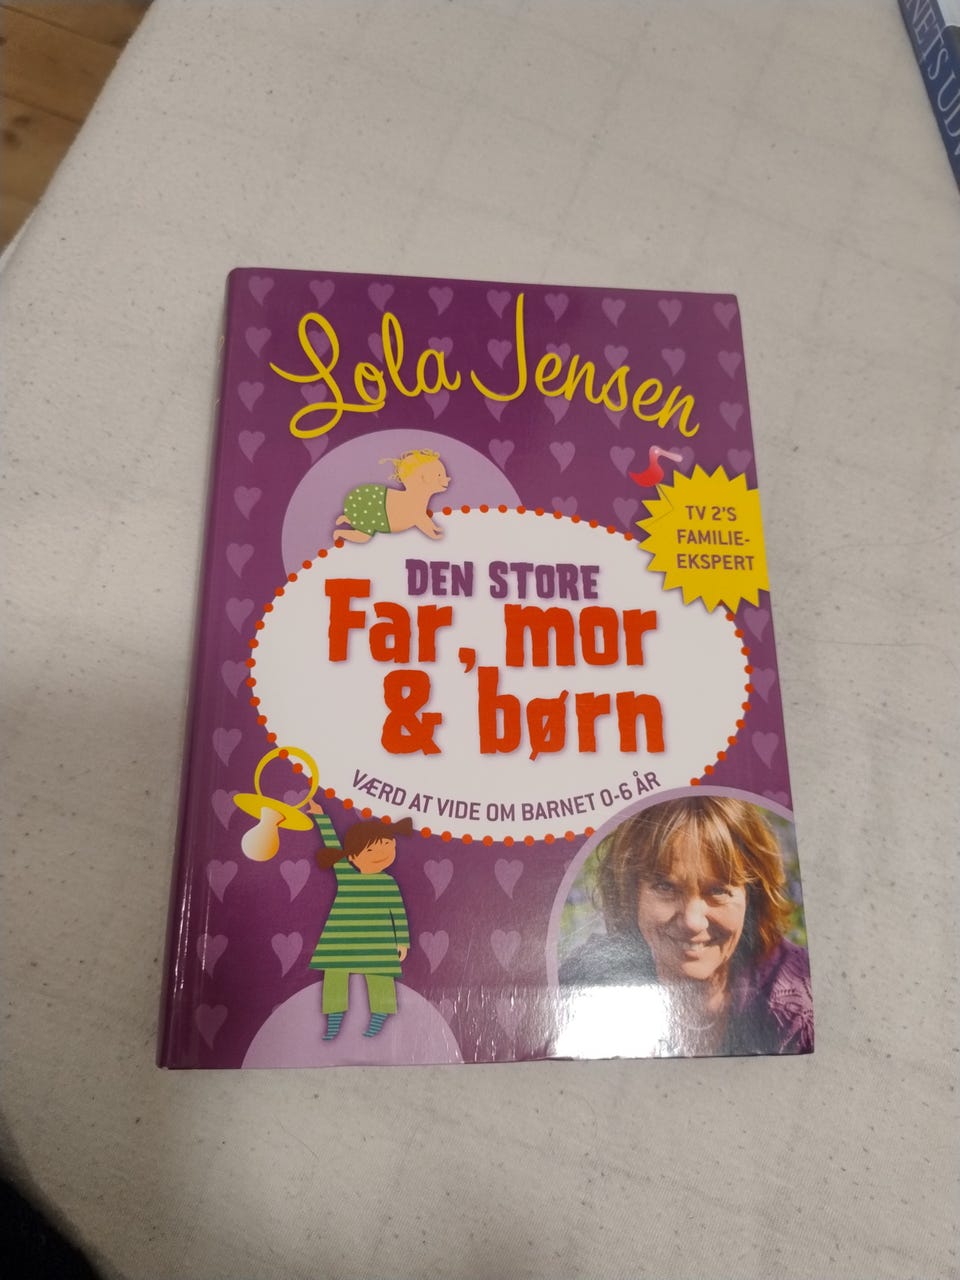 Lola Jensen
TV 2'S
FAMILIE-
EKSPERT
DEN STORE
Far, mor
& børn
VÆRD AT VIDE OM BARNET 0-6 ÅR